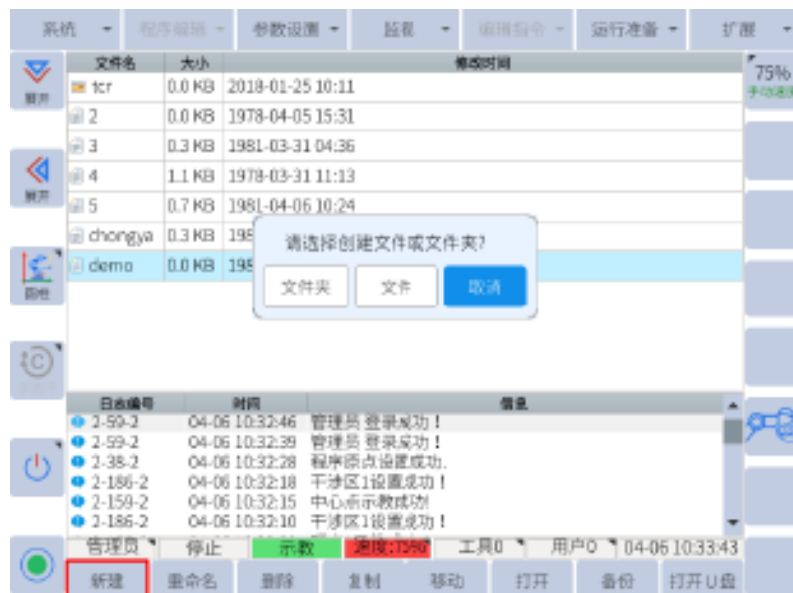 系统 程序编辑 参数设置 监视 编辑指令 运行准备 扩展
文件名 大小 修改时间
展开
75%
手动速度
tcr 0.0 KB 2018-01-25 10:11
2 0.0 KB 1978-04-05 15:31
3 0.3 KB 1981-03-31 04:36
展开
4 1.1 KB 1978-03-31 11:13
5 0.7 KB 1981-04-06 10:24
chongya 0.3 KB 198
demo 0.0 KB 198
请选择创建文件或文件夹?
文件夹 文件 取消
日志编号 时间 信息
2-59-2 04-06 10:32:46 管理员 登录成功！
2-59-2 04-06 10:32:39 管理员 登录成功！
2-38-2 04-06 10:32:28 程序原点设置成功.
2-186-2 04-06 10:32:18 干涉区1设置成功！
2-159-2 04-06 10:32:15 中心点示教成功!
2-186-2 04-06 10:32:10 干涉区1设置成功！
管理员 停止 示教 速度:75% 工具0 用户0 04-06 10:33:43
新建 重命名 删除 复制 移动 打开 备份 打开U盘